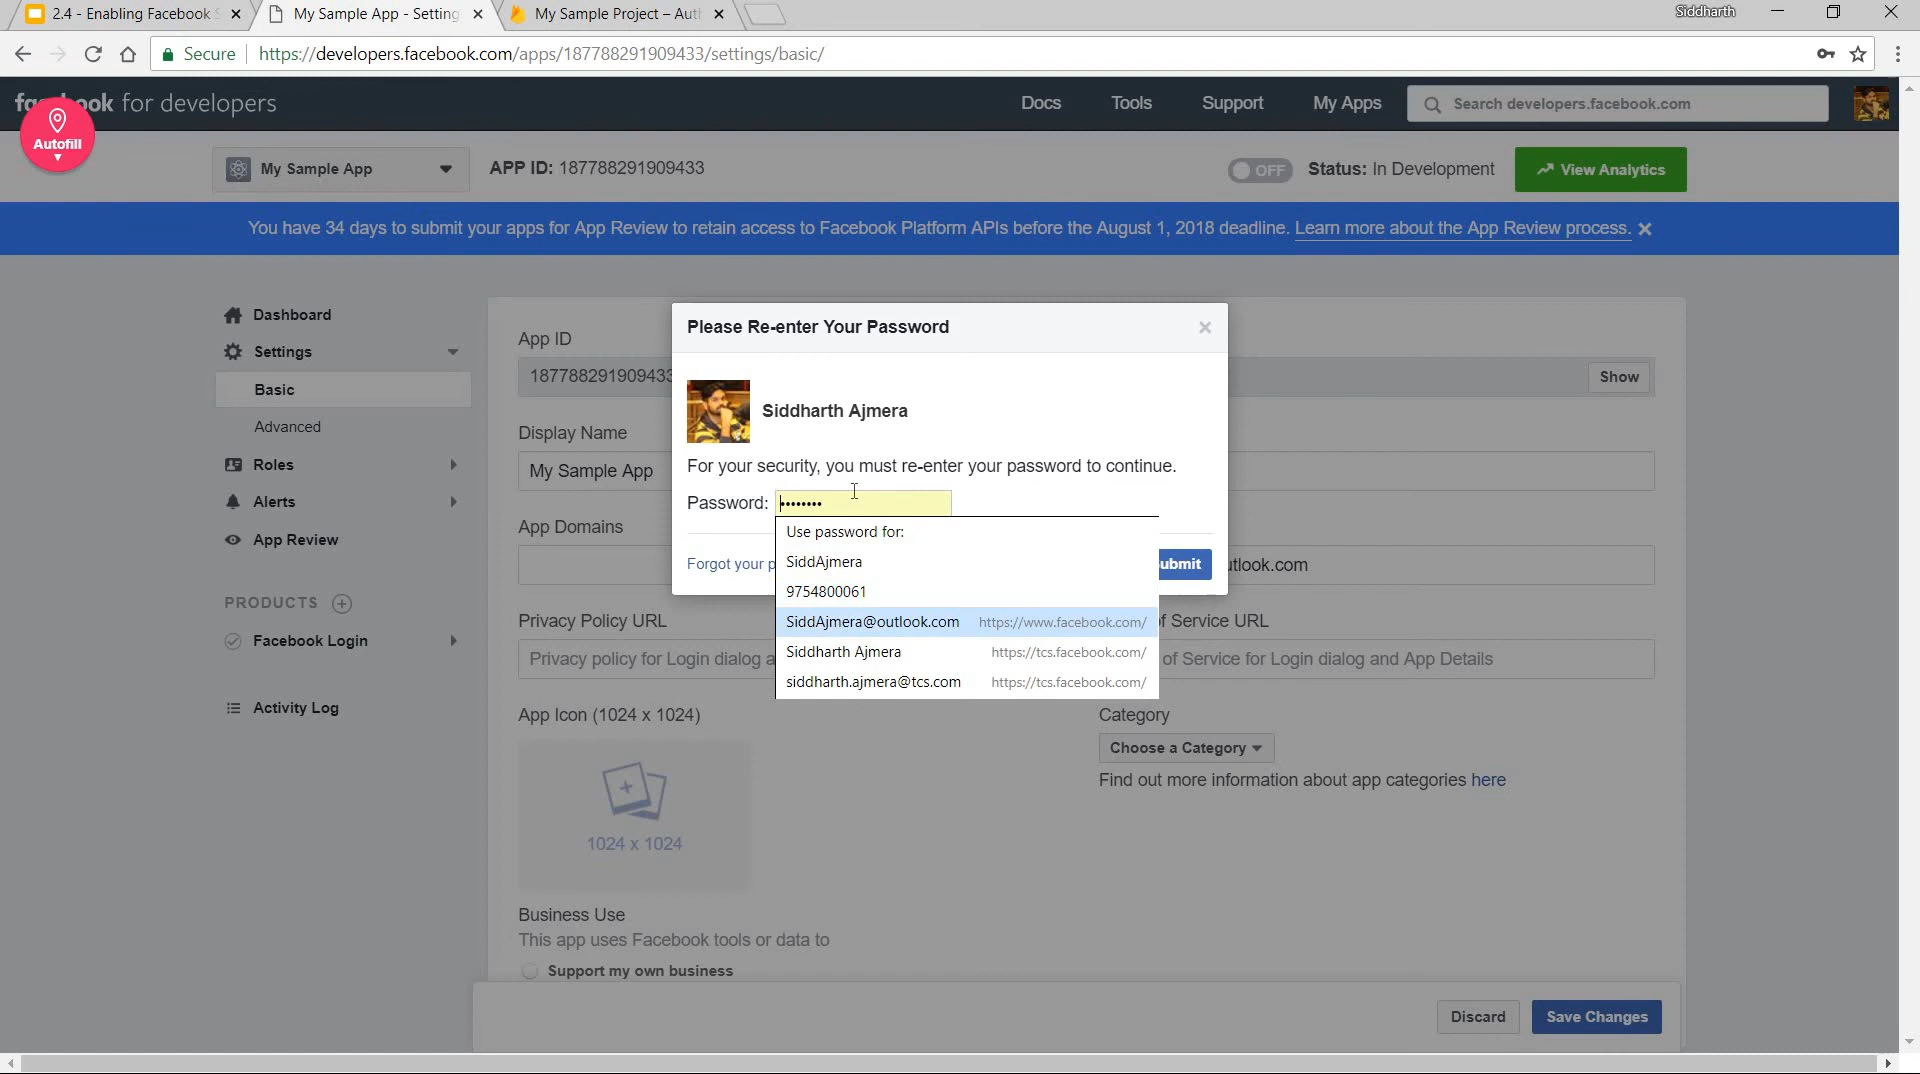 2.4 - Enabling Facebook S
My Sample App - Setting
My Sample Project – Aut
Siddharth
Secure
https://developers.facebook.com/apps/187788291909433/settings/basic/
facebook for developers
Docs
Tools
Support
My Apps
Search developers.facebook.com
Autofill
My Sample App
APP ID: 187788291909433
OFF
Status: In Development
View Analytics
You have 34 days to submit your apps for App Review to retain access to Facebook Platform APIs before the August 1, 2018 deadline. Learn more about the App Review process.
Dashboard
Settings
Basic
Advanced
Roles
Alerts
App Review
PRODUCTS
Facebook Login
Activity Log
App ID
187788291909433
Show
Display Name
My Sample App
App Domains
utlook.com
Privacy Policy URL
f Service URL
Privacy policy for Login dialog a
of Service for Login dialog and App Details
App Icon (1024 x 1024)
1024 x 1024
Category
Choose a Category
Find out more information about app categories here
Business Use
This app uses Facebook tools or data to
Support my own business
Discard
Save Changes
Please Re-enter Your Password
Siddharth Ajmera
For your security, you must re-enter your password to continue.
Password: ••••••••
Forgot your p
ubmit
Use password for:
SiddAjmera
9754800061
SiddAjmera@outlook.com https://www.facebook.com/
Siddharth Ajmera https://tcs.facebook.com/
siddharth.ajmera@tcs.com https://tcs.facebook.com/